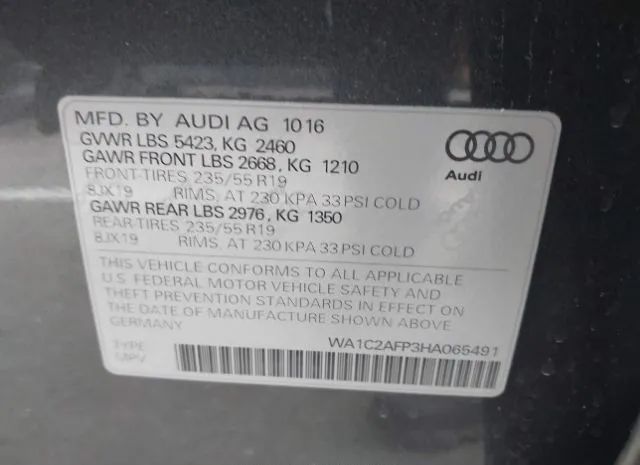 MFD. BY AUDI AG 1016
GVWR LBS 5423, KG 2460
GAWR FRONT LBS 2668, KG 1210
FRONT-TIRES 235/55 R19
8JX19 RIMS, AT 230 KPA 33 PSI COLD
GAWR REAR LBS 2976, KG 1350
REAR-TIRES 235/55 R19
8JX19 RIMS, AT 230 KPA 33 PSI COLD
Audi
THIS VEHICLE CONFORMS TO ALL APPLICABLE
U.S. FEDERAL MOTOR VEHICLE SAFETY AND
THEFT PREVENTION STANDARDS IN EFFECT ON
THE DATE OF MANUFACTURE SHOWN ABOVE
GERMANY
WA1C2AFP3HA065491
TYPE
MPV